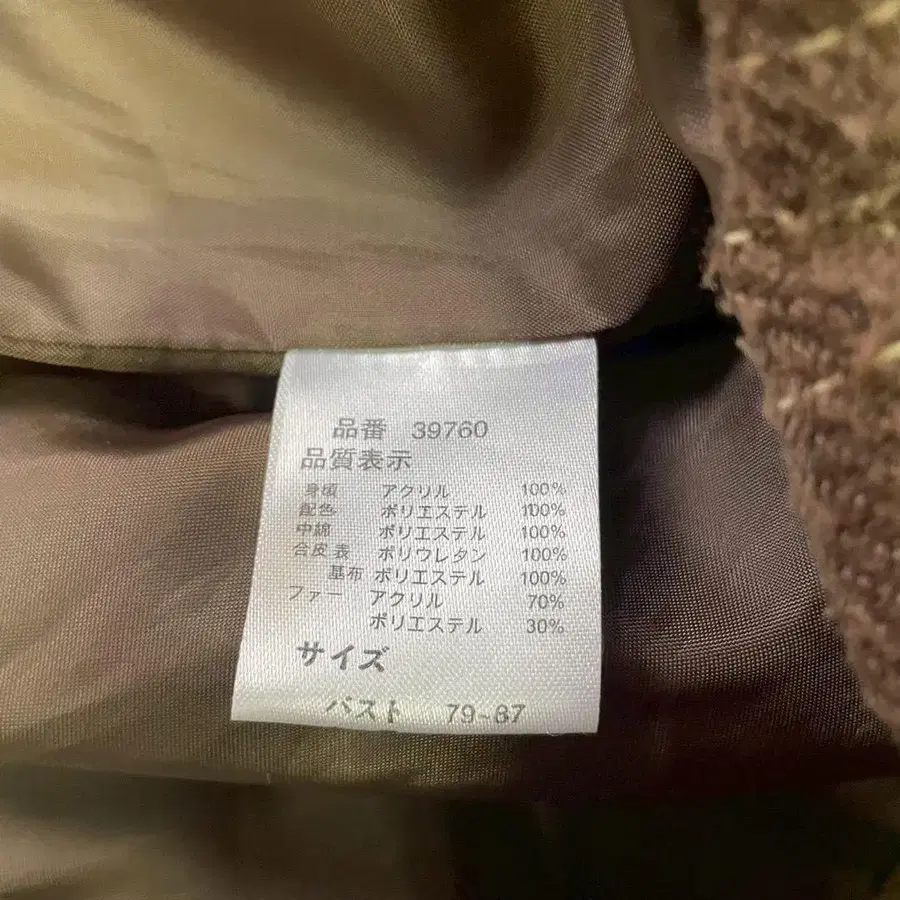 品番 39760
品質表示
身頃 アクリル 100%
配色 ポリエステル 100%
中綿 ポリエステル 100%
合皮表 ポリウレタン 100%
基布 ポリエステル 100%
ファー アクリル 70%
ポリエステル 30%
サイズ
バスト 79~87